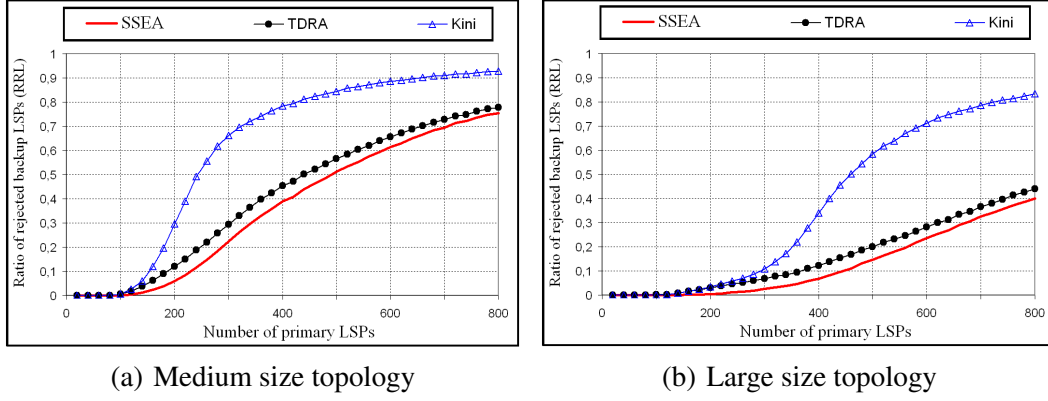 SSEA TDRA Kini
Ratio of rejected backup LSPs (RRL)
1
0,9
0,8
0,7
0,6
0,5
0,4
0,3
0,2
0,1
0
0 200 400 600 800
Number of primary LSPs
(a) Medium size topology
SSEA TDRA Kini
Ratio of rejected backup LSPs (RRL)
1
0,9
0,8
0,7
0,6
0,5
0,4
0,3
0,2
0,1
0
0 200 400 600 800
Number of primary LSPs
(b) Large size topology